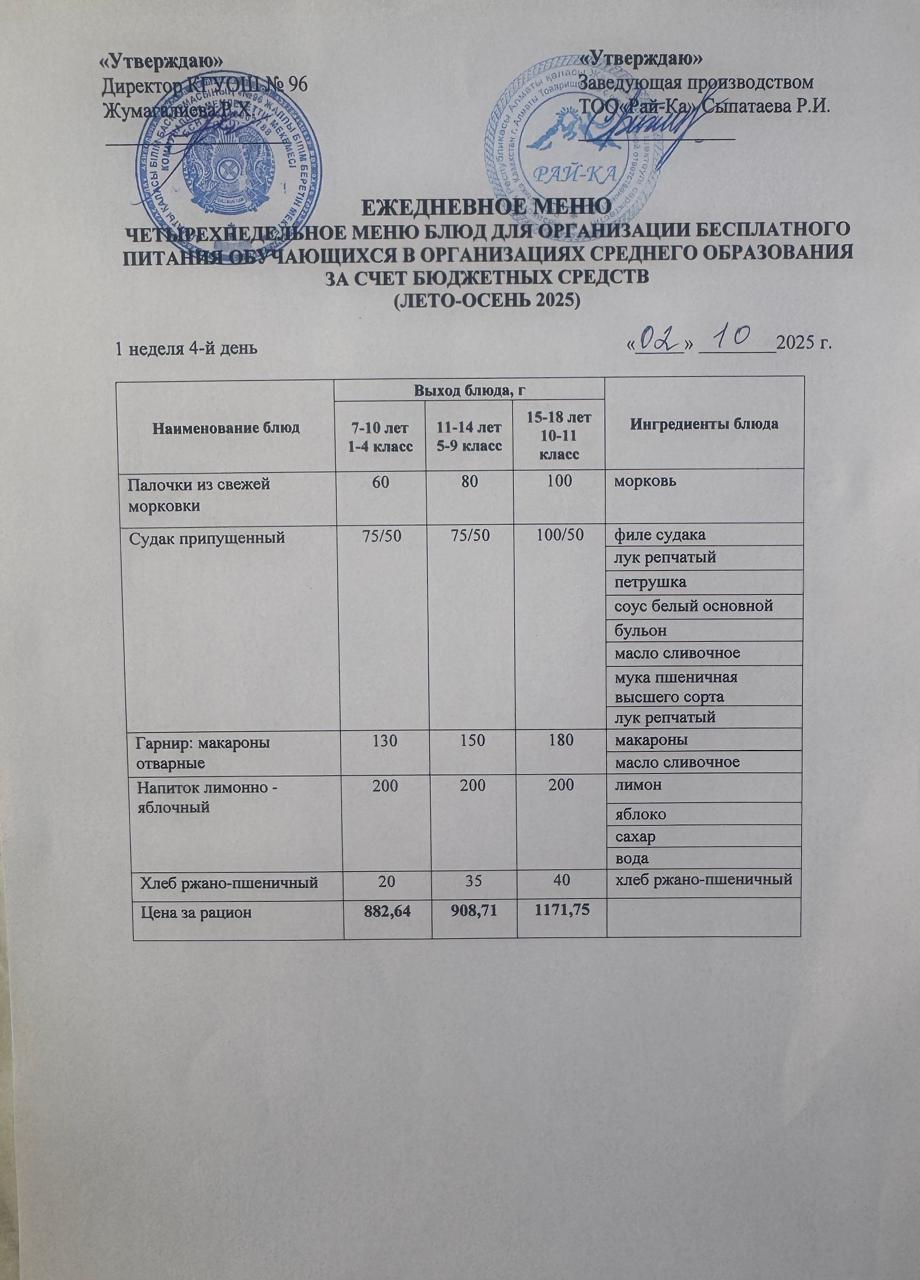 «Утверждаю»
Директор КГУОШ № 96
Жумагалиева Р.Х.
«Утверждаю»
Заведующая производством
ТОО«Рай-Ка» Сыпатаева Р.И.
РАЙ-КА
ЕЖЕДНЕВНОЕ МЕНЮ
ЧЕТЫРЕХНЕДЕЛЬНОЕ МЕНЮ БЛЮД ДЛЯ ОРГАНИЗАЦИИ БЕСПЛАТНОГО
ПИТАНИЯ ОБУЧАЮЩИХСЯ В ОРГАНИЗАЦИЯХ СРЕДНЕГО ОБРАЗОВАНИЯ
ЗА СЧЕТ БЮДЖЕТНЫХ СРЕДСТВ
(ЛЕТО-ОСЕНЬ 2025)
1 неделя 4-й день
«02» 10 2025 г.
Наименование блюд
Выход блюда, г
Ингредиенты блюда
7-10 лет
1-4 класс
11-14 лет
5-9 класс
15-18 лет
10-11
класс
Палочки из свежей
морковки
60
80
100
морковь
Судак припущенный
75/50
75/50
100/50
филе судака
лук репчатый
петрушка
соус белый основной
бульон
масло сливочное
мука пшеничная
высшего сорта
лук репчатый
Гарнир: макароны
отварные
130
150
180
макароны
масло сливочное
Напиток лимонно -
яблочный
200
200
200
лимон
яблоко
сахар
вода
Хлеб ржано-пшеничный
20
35
40
хлеб ржано-пшеничный
Цена за рацион
882,64
908,71
1171,75